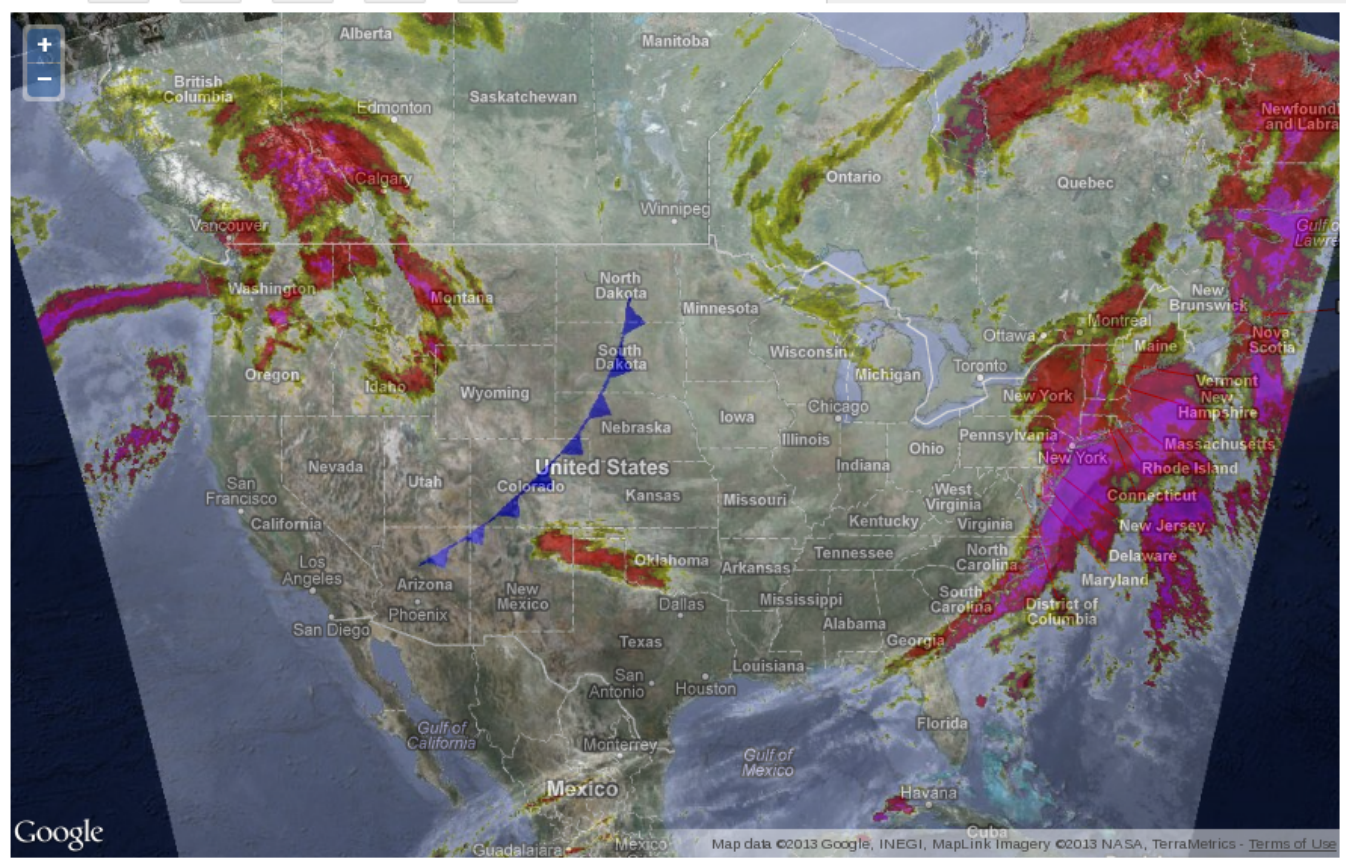 +
−
Alberta
Manitoba
British
Columbia
Edmonton
Saskatchewan
Newfound
and Labra
Calgary
Ontario
Quebec
Winnipeg
Vancouver
Gulf o
Lawre
Washington
Montana
North
Dakota
Minnesota
New
Brunswick
Ottawa
Montreal
Nova
Scotia
Maine
South
Dakota
Wisconsin
Michigan
Toronto
Oregon
Idaho
Wyoming
New York
Vermont
New
Hampshire
Chicago
Iowa
Nebraska
Illinois
Ohio
Pennsylvania
Massachusetts
New York
Rhode Island
Nevada
United States
Indiana
Utah
Colorado
Kansas
Missouri
West
Virginia
Connecticut
San
Francisco
California
Kentucky
Virginia
New Jersey
Tennessee
North
Carolina
Delaware
Los
Angeles
Oklahoma
Arkansas
Maryland
Arizona
New
Mexico
Mississippi
South
Carolina
District of
Columbia
Phoenix
Dallas
San Diego
Alabama
Georgia
Texas
Louisiana
San
Antonio
Houston
Florida
Gulf of
California
Monterrey
Gulf of
Mexico
Mexico
Havana
Cuba
Google
Guadalajara
Mexico
Map data ©2013 Google, INEGI, MapLink Imagery ©2013 NASA, TerraMetrics - Terms of Use